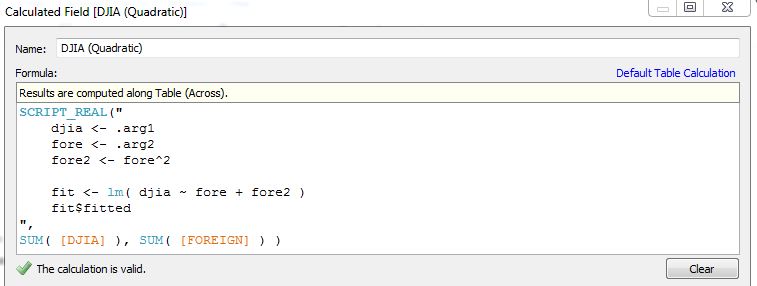 Calculated Field [DJIA (Quadratic)]
Name: DJIA (Quadratic)
Formula: Default Table Calculation
Results are computed along Table (Across).
SCRIPT_REAL("
    djia <- .arg1
    fore <- .arg2
    fore2 <- fore^2

    fit <- lm( djia ~ fore + fore2 )
    fit$fitted
",
SUM( [DJIA] ), SUM( [FOREIGN] ) )
The calculation is valid. Clear